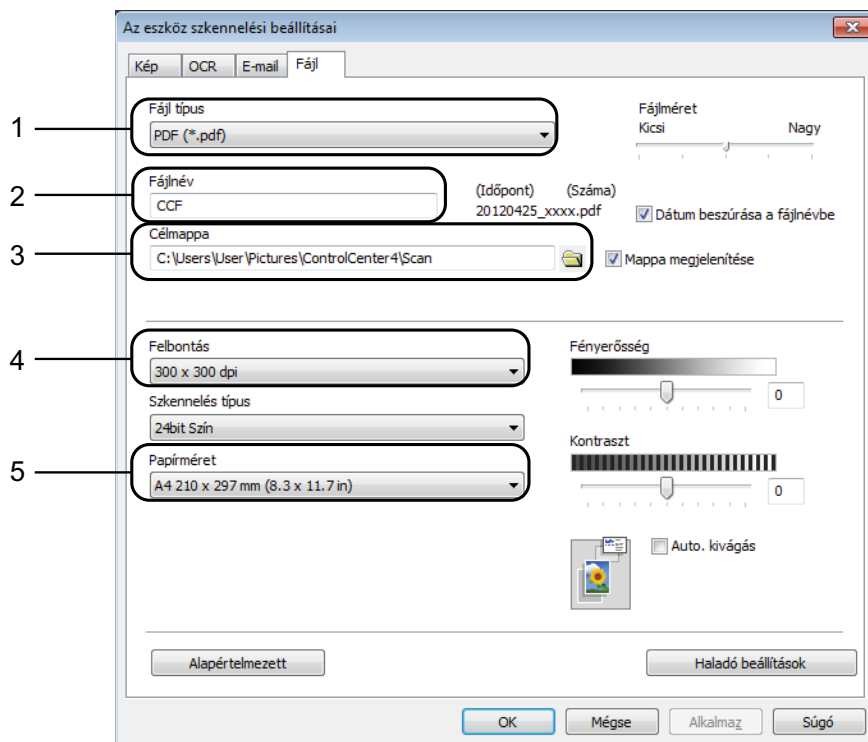 Az eszköz szkennelési beállításai
Kép OCR E-mail Fájl
1
Fájl típus
PDF (*.pdf)
Fájlméret
Kicsi Nagy
2
Fájlnév
CCF
(Időpont) (Száma)
20120425_xxxx.pdf
Dátum beszúrása a fájlnévbe
3
Célmappa
C:\Users\User\Pictures\ControlCenter4\Scan
Mappa megjelenítése
4
Felbontás
300 x 300 dpi
Fényerősség
0
Szkennelés típus
24bit Szín
Kontraszt
0
5
Papírméret
A4 210 x 297 mm (8.3 x 11.7 in)
Auto. kivágás
Alapértelmezett
Haladó beállítások
OK Mégse Alkalmaz Súgó